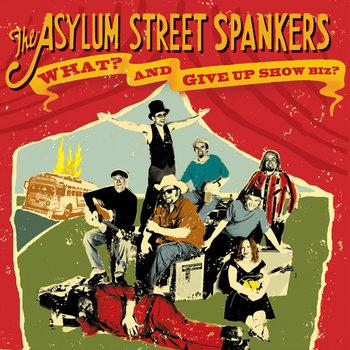 The ASYLUM STREET SPANKERS
WHAT? AND GIVE UP SHOW BIZ?